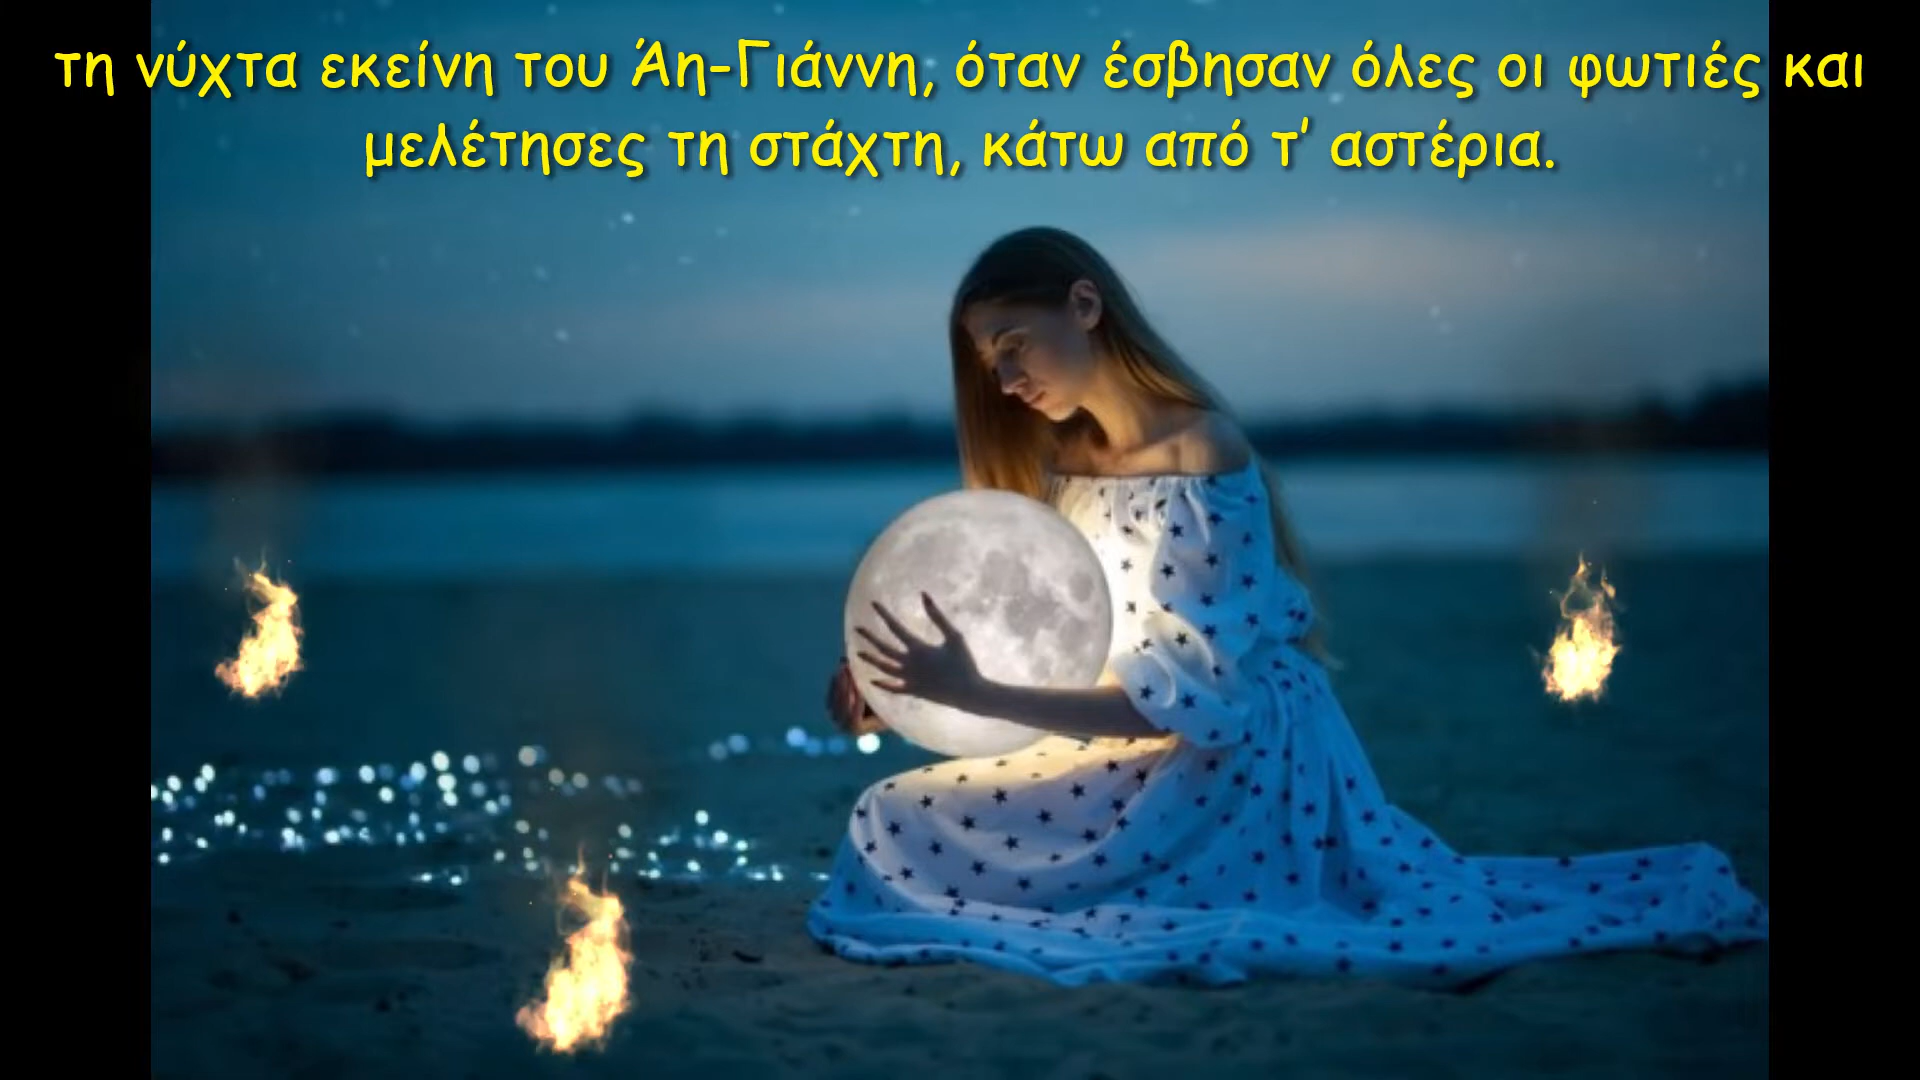 τη νύχτα εκείνη του Άη-Γιάννη, όταν έσβησαν όλες οι φωτιές και
μελέτησες τη στάχτη, κάτω από τ' αστέρια.